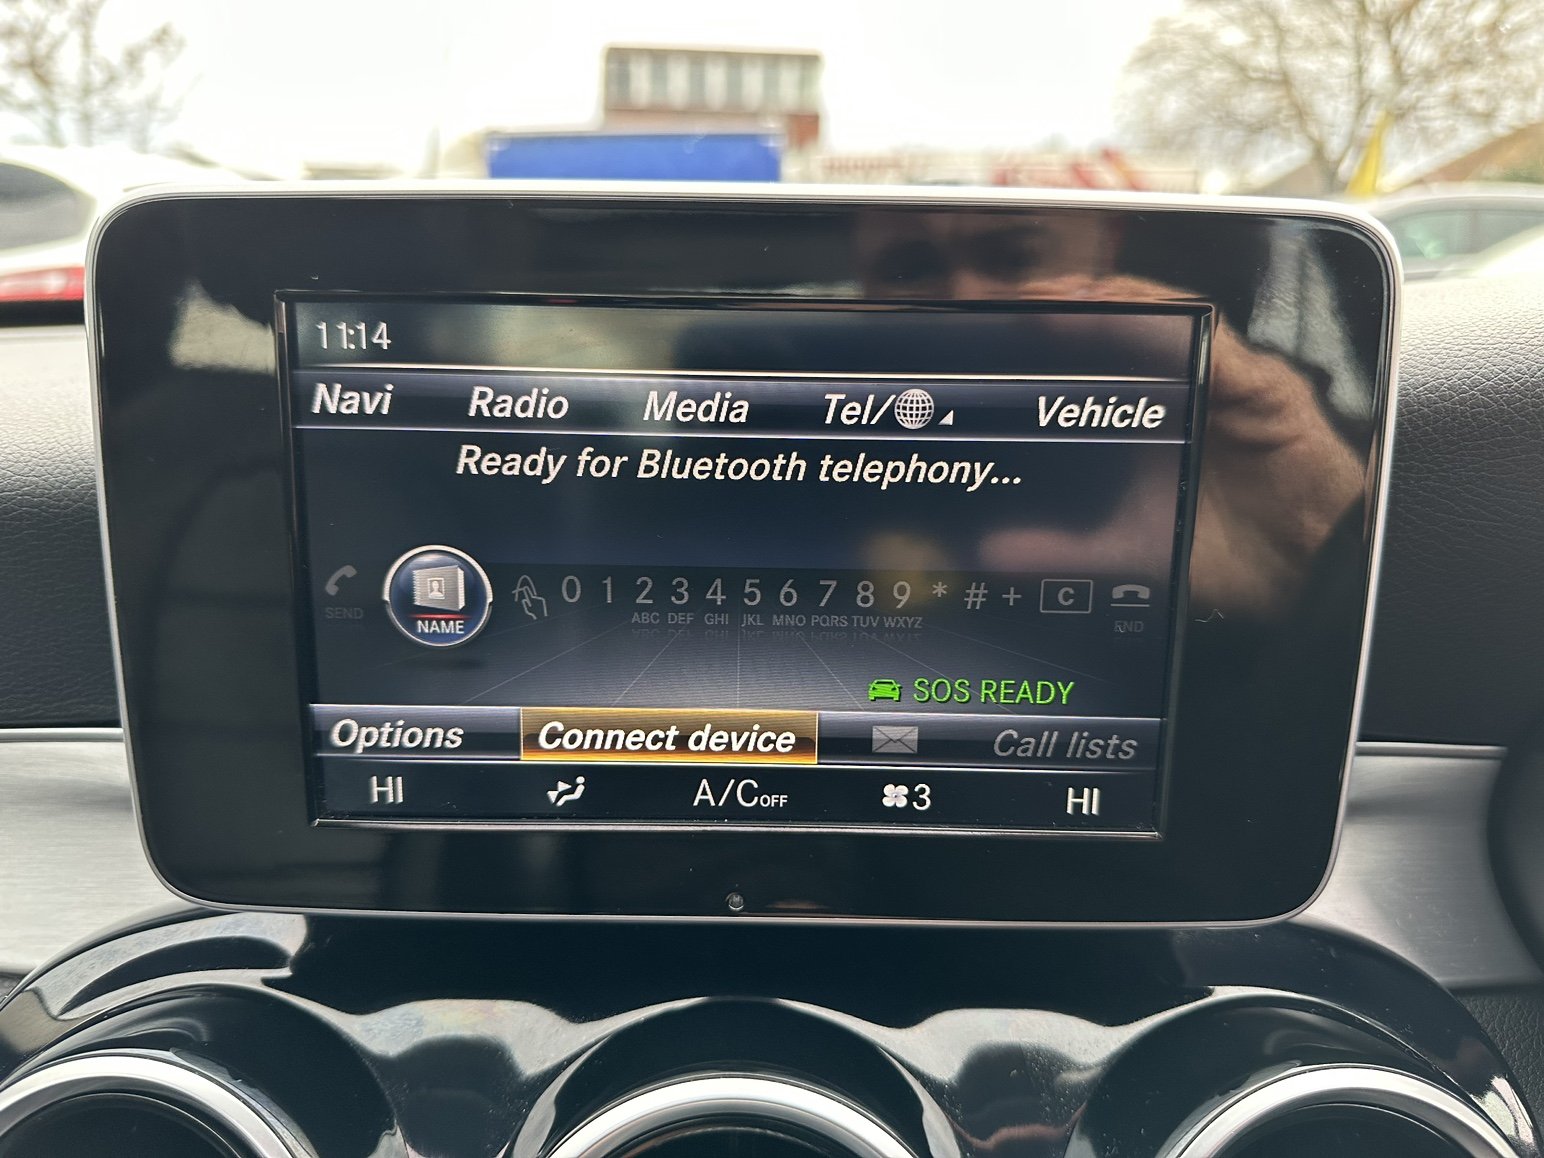 11:14
Navi Radio Media Tel/ Vehicle
Ready for Bluetooth telephony...
0 1 2 3 4 5 6 7 8 9 * # + C
SEND NAME ABC DEF GHI JKL MNO PQRS TUV WXYZ END
SOS READY
Options Connect device Call lists
HI A/C OFF 3 HI